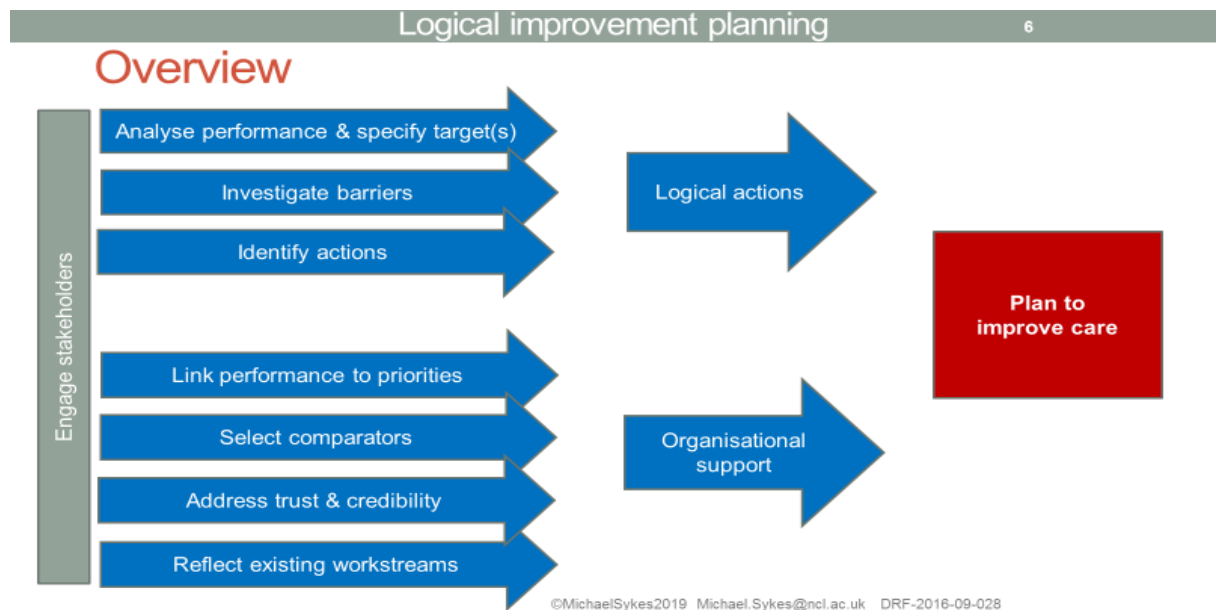 Logical improvement planning
6
Overview
Engage stakeholders
Analyse performance & specify target(s)
Investigate barriers
Identify actions
Link performance to priorities
Select comparators
Address trust & credibility
Reflect existing workstreams
Logical actions
Organisational
support
Plan to
improve care
©MichaelSykes2019 Michael.Sykes@ncl.ac.uk DRF-2016-09-028